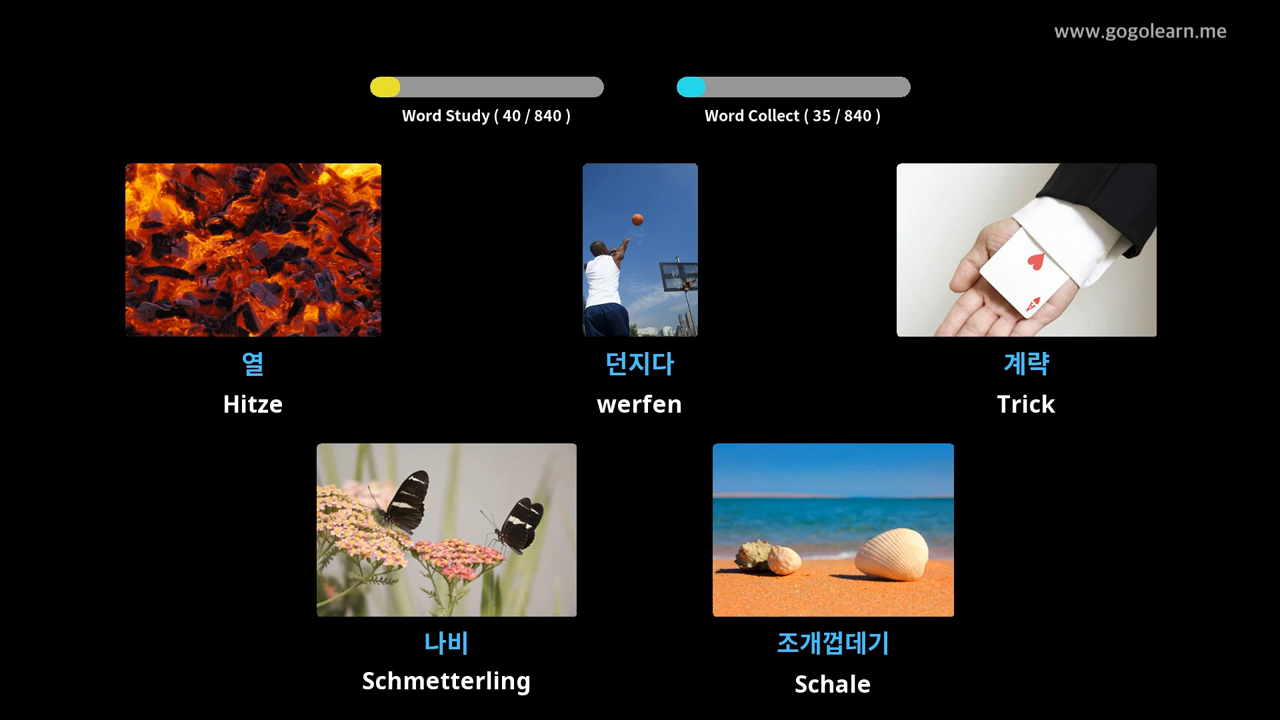 www.gogolearn.me
Word Study ( 40 / 840 )
Word Collect ( 35 / 840 )
열
던지다
계략
Hitze
werfen
Trick
나비
조개껍데기
Schmetterling
Schale